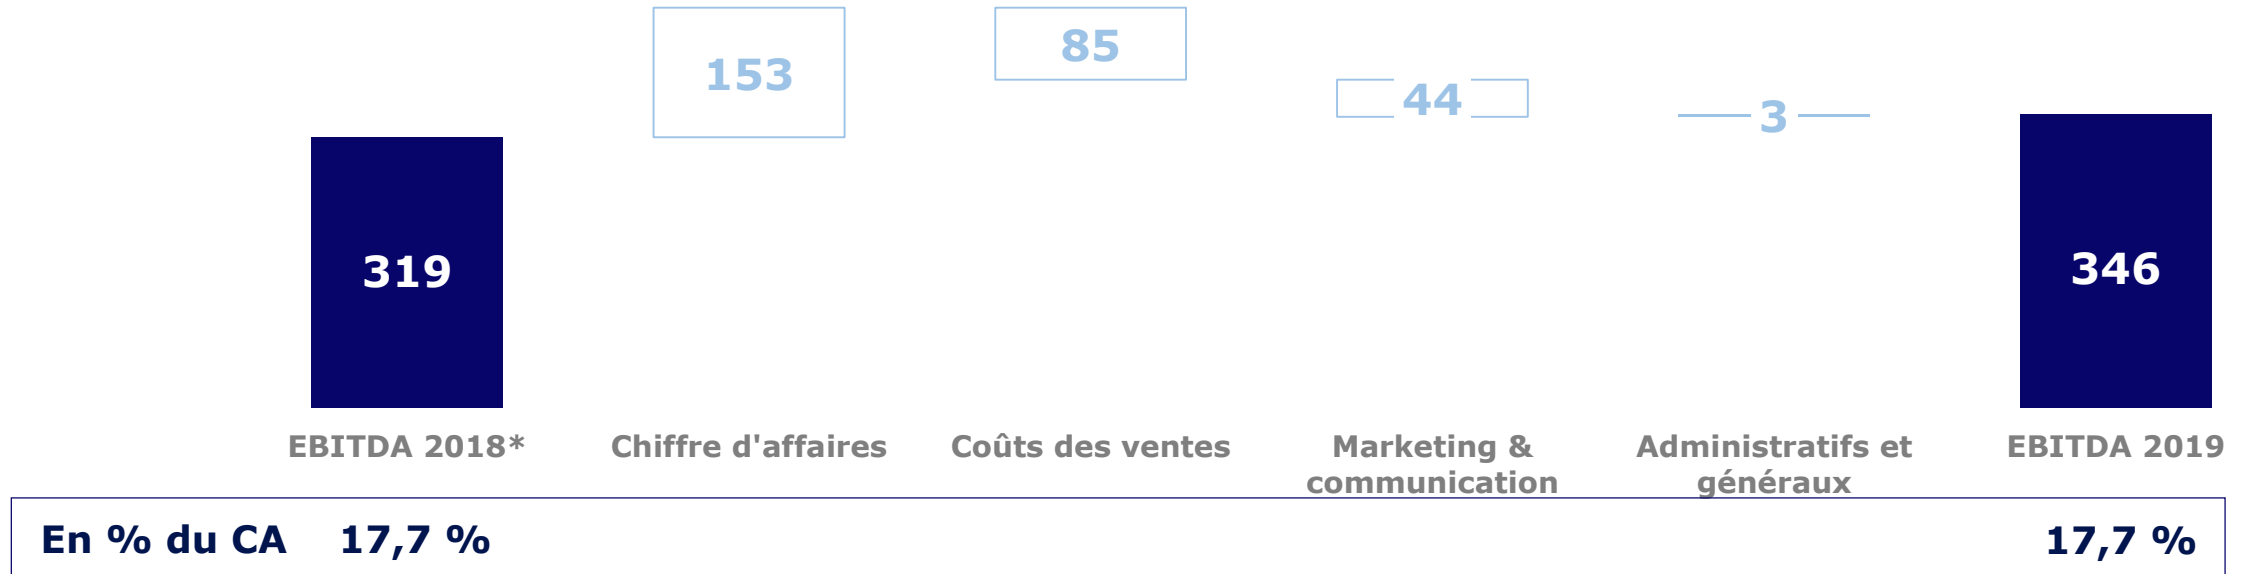 153
85
44
3
319
346
EBITDA 2018*
Chiffre d'affaires
Coûts des ventes
Marketing &
communication
Administratifs et
généraux
EBITDA 2019
En % du CA
17,7 %
17,7 %